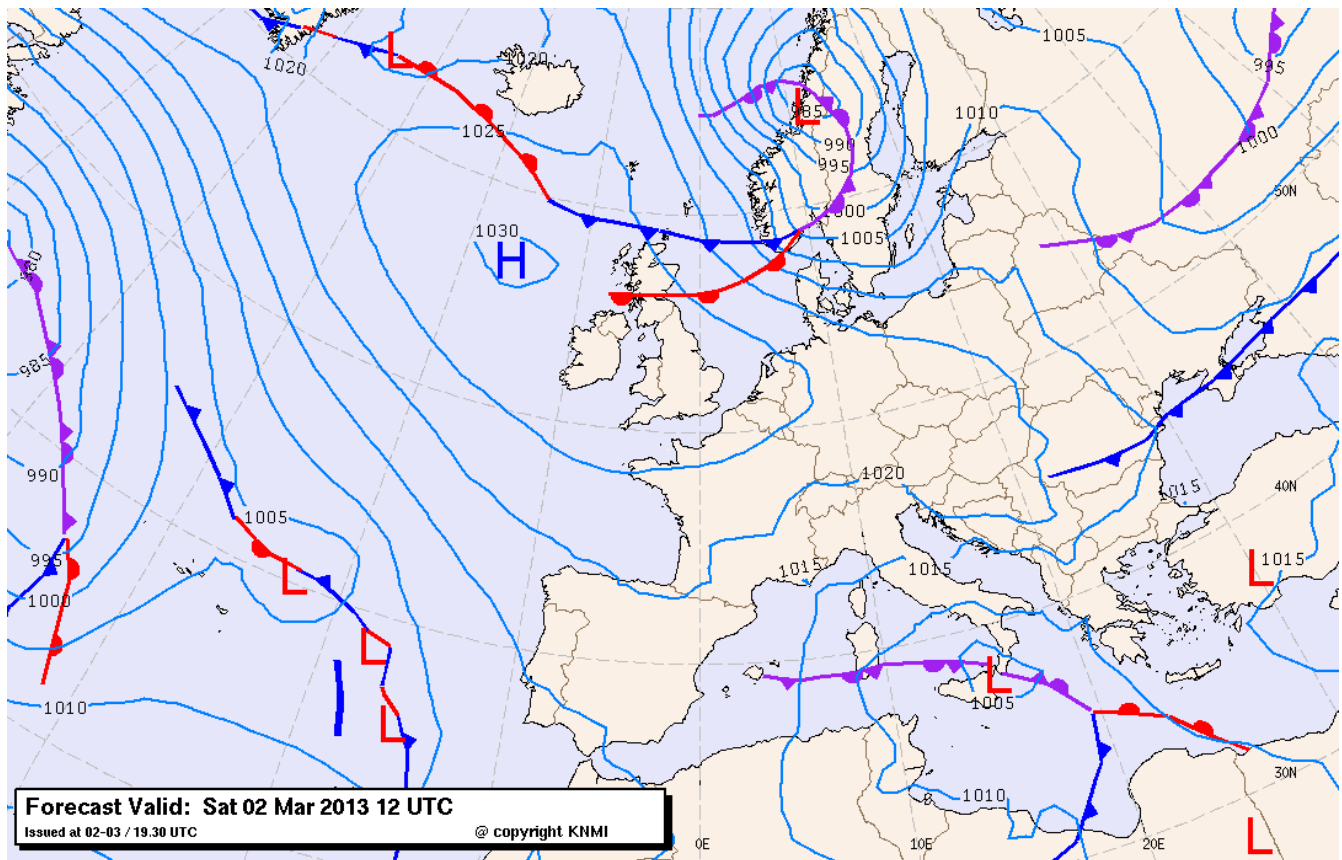 1005
995
1020
L
1020
985
L
1010
1025
990
1000
995
50N
1000
1030
H
1005
980
985
1020
990
1015
40N
1005
995
L
1015
1015
1015
L
1000
L
L
1005
1010
L
30N
1010
Forecast Valid: Sat 02 Mar 2013 12 UTC
Issued at 02-03 / 19.30 UTC @ copyright KNMI
0E
10E
20E
L